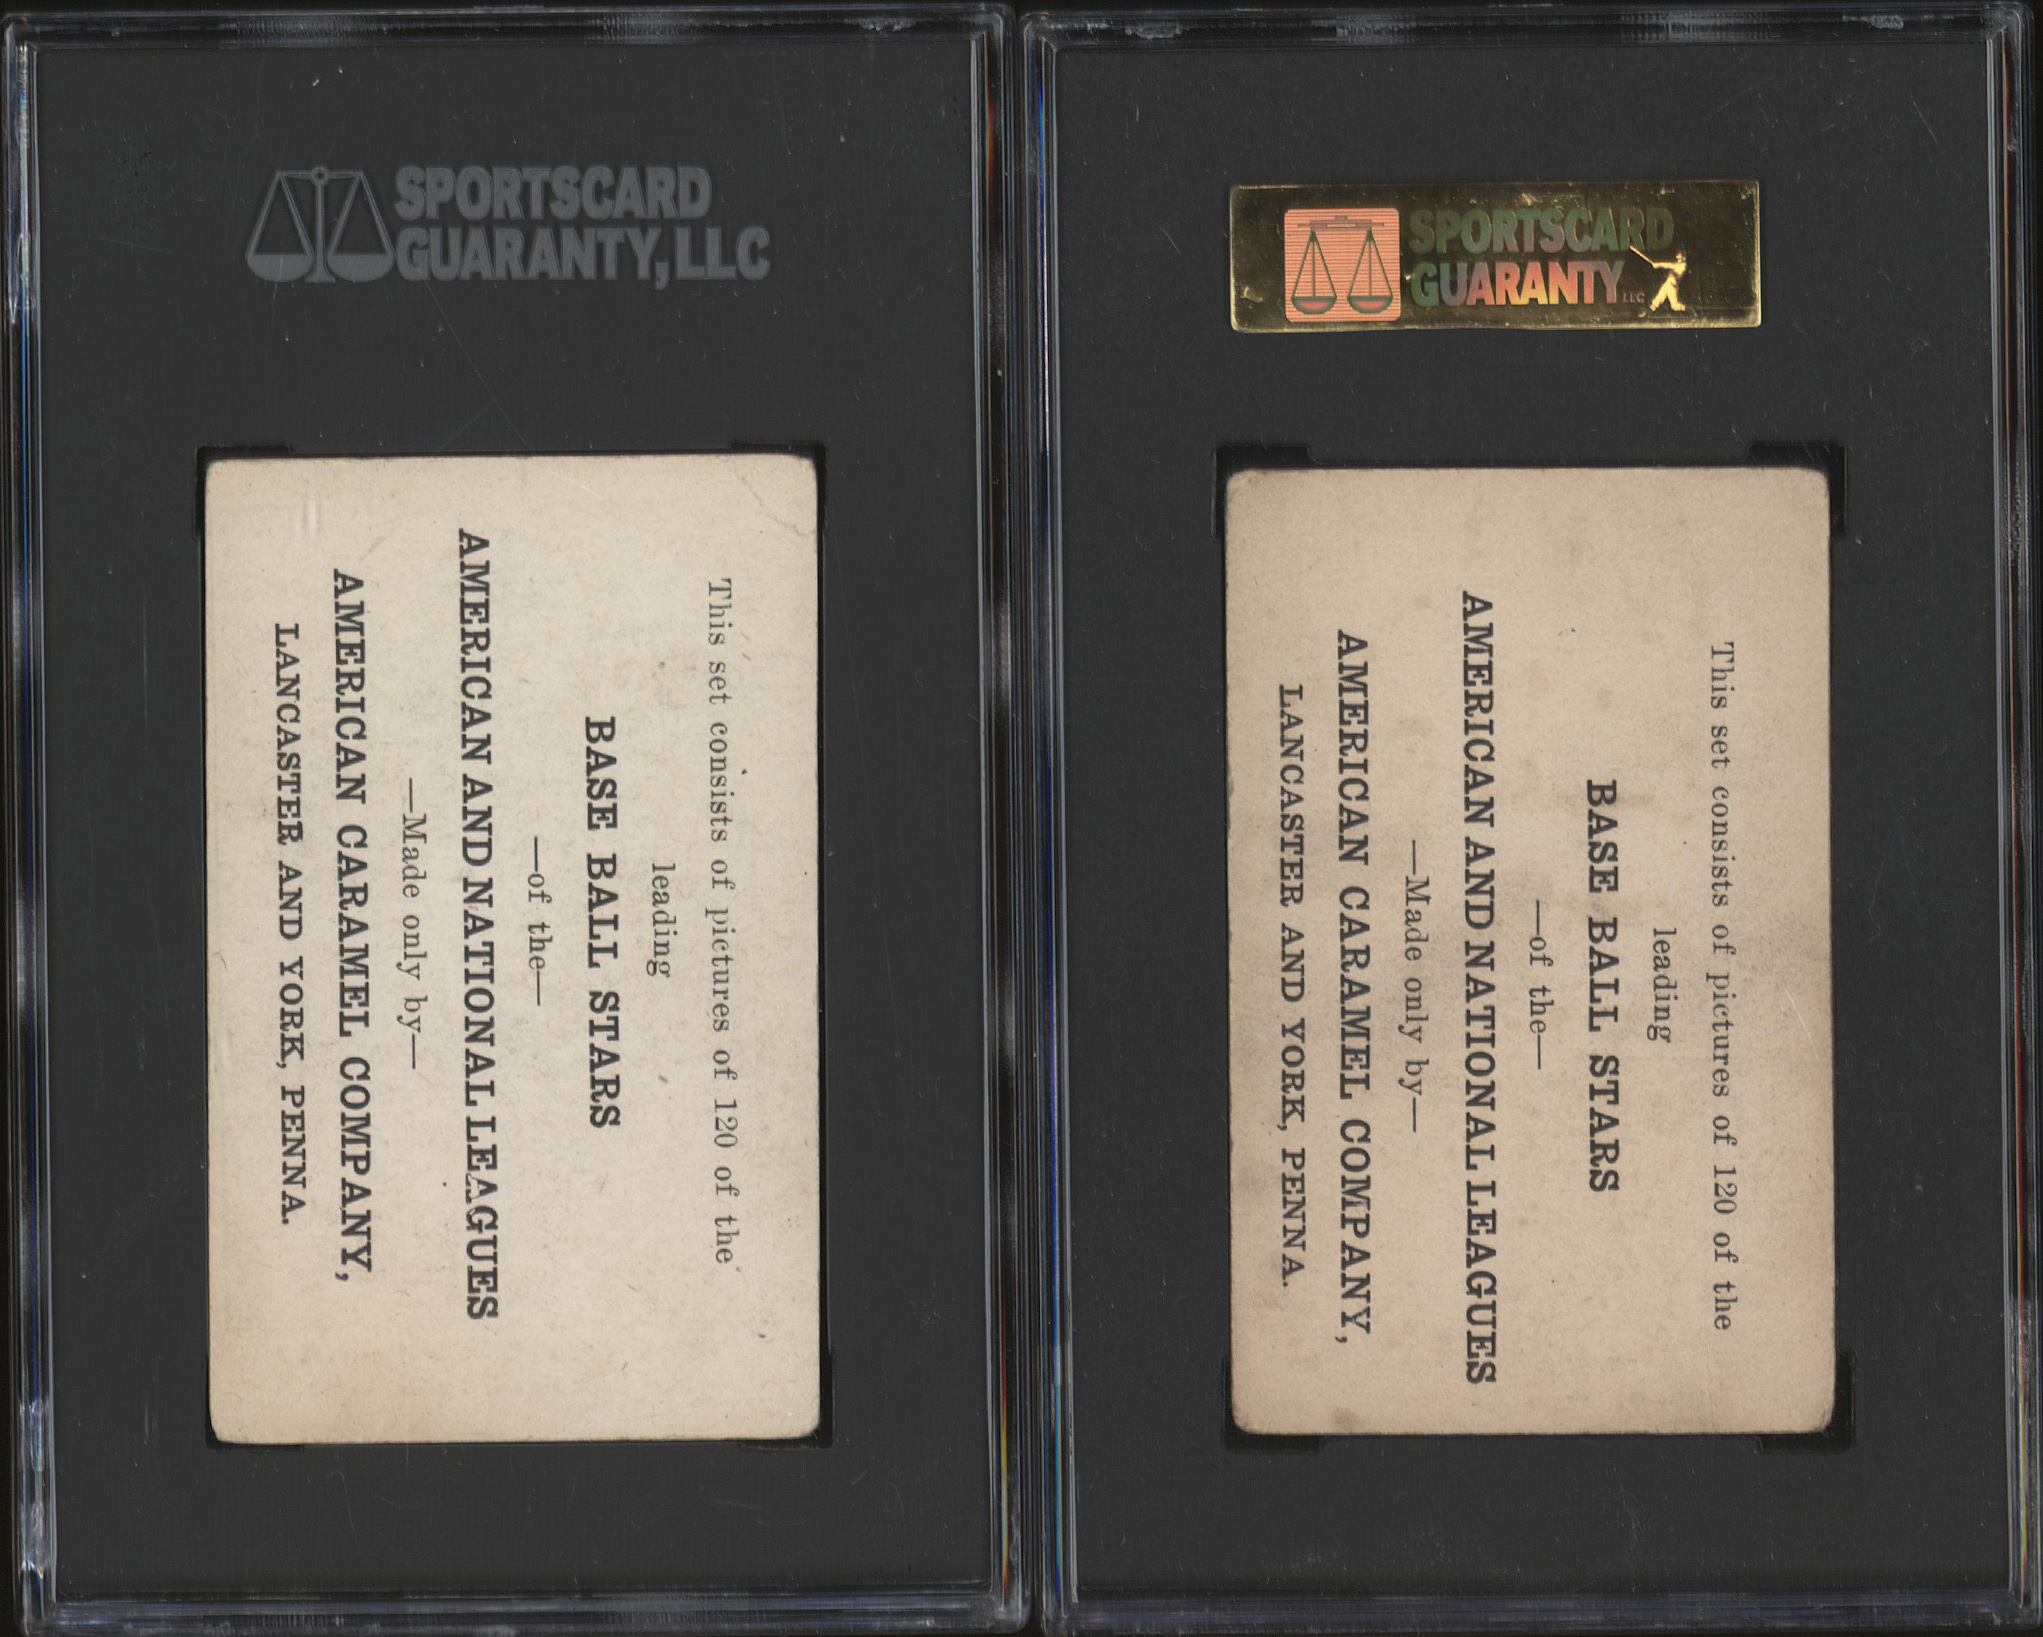 SPORTSCARD
GUARANTY, LLC
This set consists of pictures of 120 of the
leading
BASE BALL STARS
—of the—
AMERICAN AND NATIONAL LEAGUES
—Made only by—
AMERICAN CARAMEL COMPANY,
LANCASTER AND YORK, PENNA.
SPORTSCARD
GUARANTY LLC
This set consists of pictures of 120 of the
leading
BASE BALL STARS
—of the—
AMERICAN AND NATIONAL LEAGUES
—Made only by—
AMERICAN CARAMEL COMPANY,
LANCASTER AND YORK, PENNA.